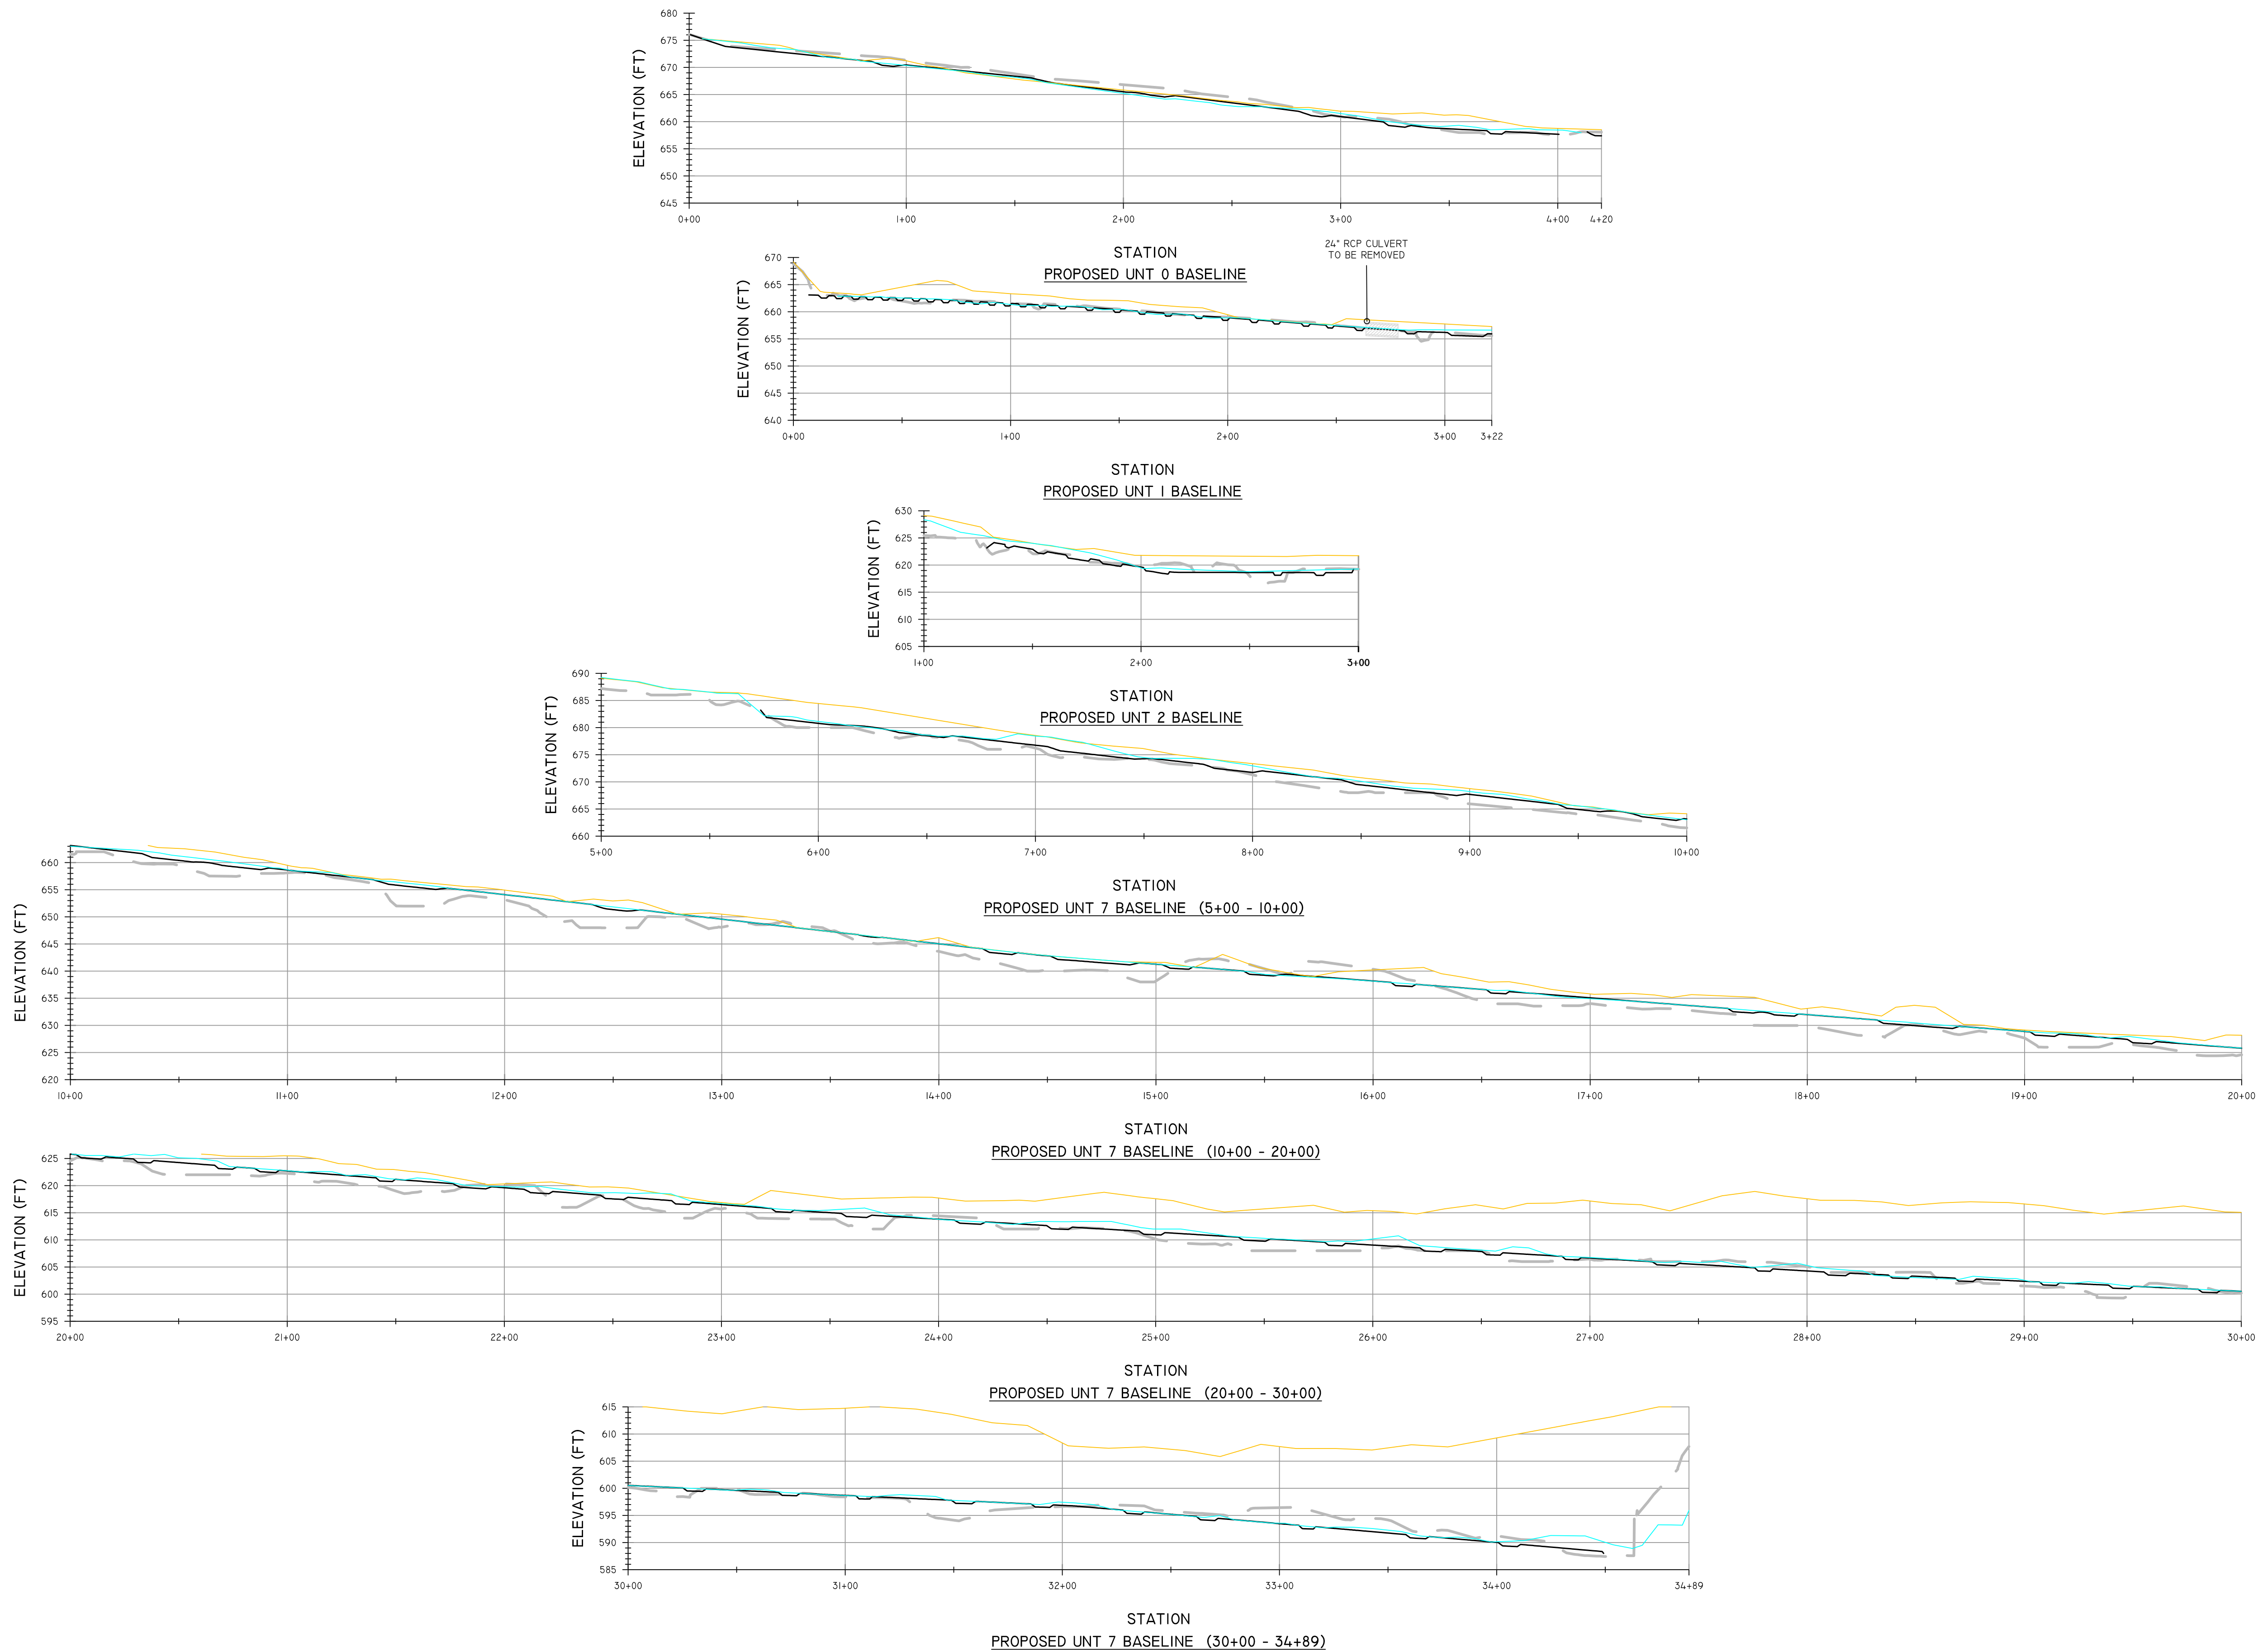 680
675
670
665
660
655
650
645
ELEVATION (FT)
0+00 1+00 2+00 3+00 4+00 4+20
STATION
PROPOSED UNT 0 BASELINE
24" RCP CULVERT
TO BE REMOVED
670
665
660
655
650
645
640
ELEVATION (FT)
0+00 1+00 2+00 3+00 3+22
STATION
PROPOSED UNT 1 BASELINE
630
625
620
615
610
605
ELEVATION (FT)
1+00 2+00 3+00
STATION
PROPOSED UNT 2 BASELINE
690
685
680
675
670
665
660
ELEVATION (FT)
5+00 6+00 7+00 8+00 9+00 10+00
STATION
PROPOSED UNT 7 BASELINE (5+00 - 10+00)
660
655
650
645
640
635
630
625
620
ELEVATION (FT)
10+00 11+00 12+00 13+00 14+00 15+00 16+00 17+00 18+00 19+00 20+00
STATION
PROPOSED UNT 7 BASELINE (10+00 - 20+00)
625
620
615
610
605
600
595
ELEVATION (FT)
20+00 21+00 22+00 23+00 24+00 25+00 26+00 27+00 28+00 29+00 30+00
STATION
PROPOSED UNT 7 BASELINE (20+00 - 30+00)
615
610
605
600
595
590
585
ELEVATION (FT)
30+00 31+00 32+00 33+00 34+00 34+89
STATION
PROPOSED UNT 7 BASELINE (30+00 - 34+89)